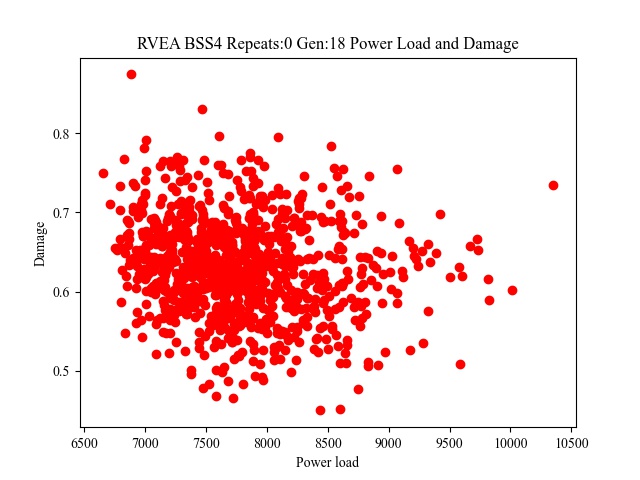 RVEA BSS4 Repeats:0 Gen:18 Power Load and Damage
0.8
0.7
0.6
0.5
Damage
6500 7000 7500 8000 8500 9000 9500 10000 10500
Power load